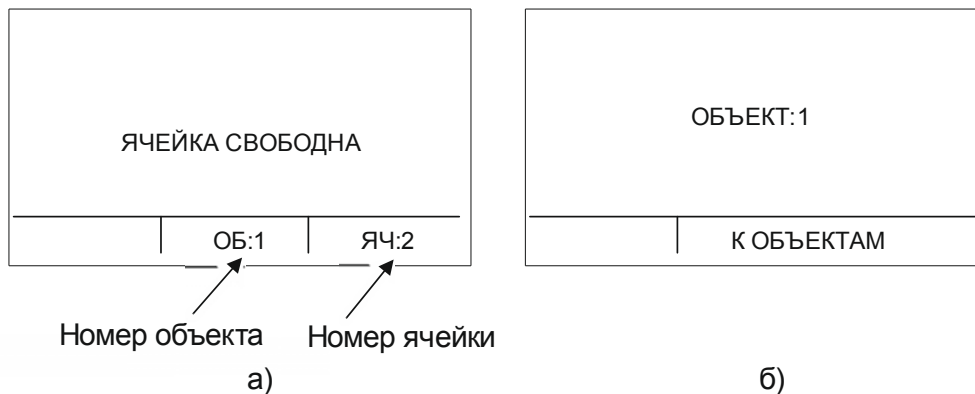 ЯЧЕЙКА СВОБОДНА
ОБ:1 ЯЧ:2
Номер объекта Номер ячейки
а)
ОБЪЕКТ:1
К ОБЪЕКТАМ
б)